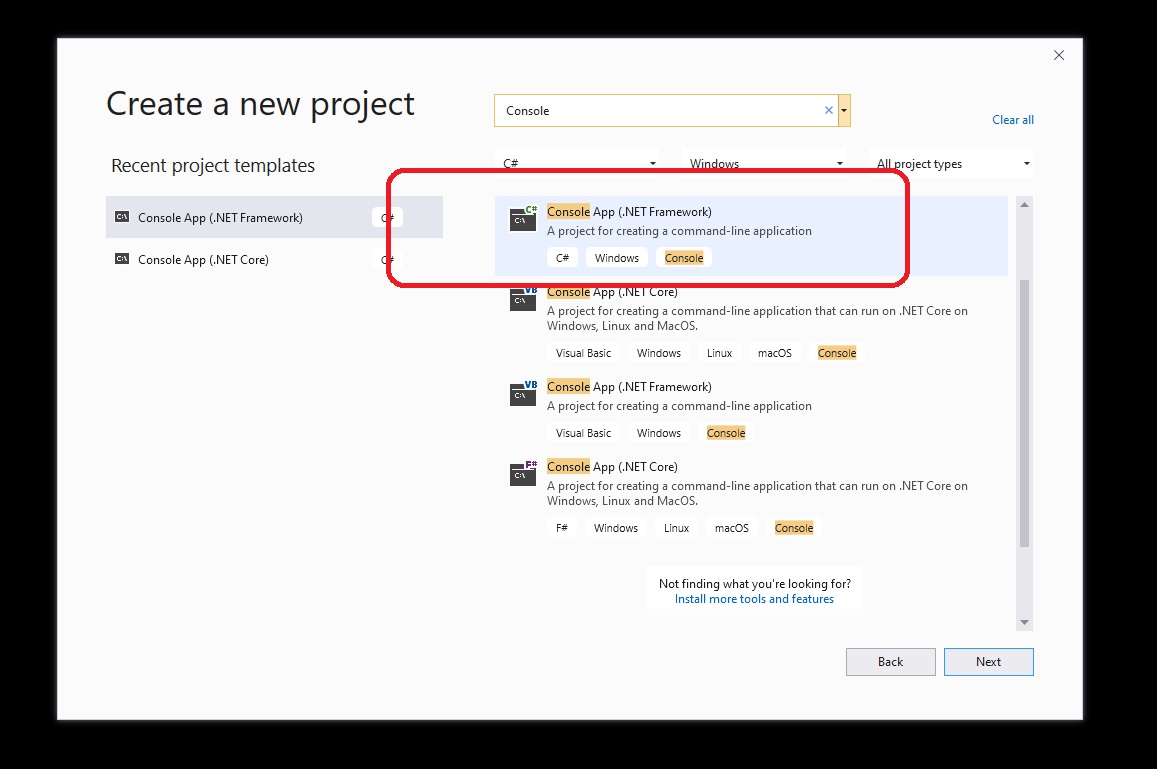 Create a new project
Console
Clear all
Recent project templates
C#
Windows
All project types
Console App (.NET Framework)
C#
Console App (.NET Core)
C#
C#
C:\
Console App (.NET Framework)
A project for creating a command-line application
C#
Windows
Console
VB
C:\
Console App (.NET Core)
A project for creating a command-line application that can run on .NET Core on
Windows, Linux and MacOS.
Visual Basic
Windows
Linux
macOS
Console
VB
C:\
Console App (.NET Framework)
A project for creating a command-line application
Visual Basic
Windows
Console
F#
C:\
Console App (.NET Core)
A project for creating a command-line application that can run on .NET Core on
Windows, Linux and MacOS.
F#
Windows
Linux
macOS
Console
Not finding what you're looking for?
Install more tools and features
Back
Next